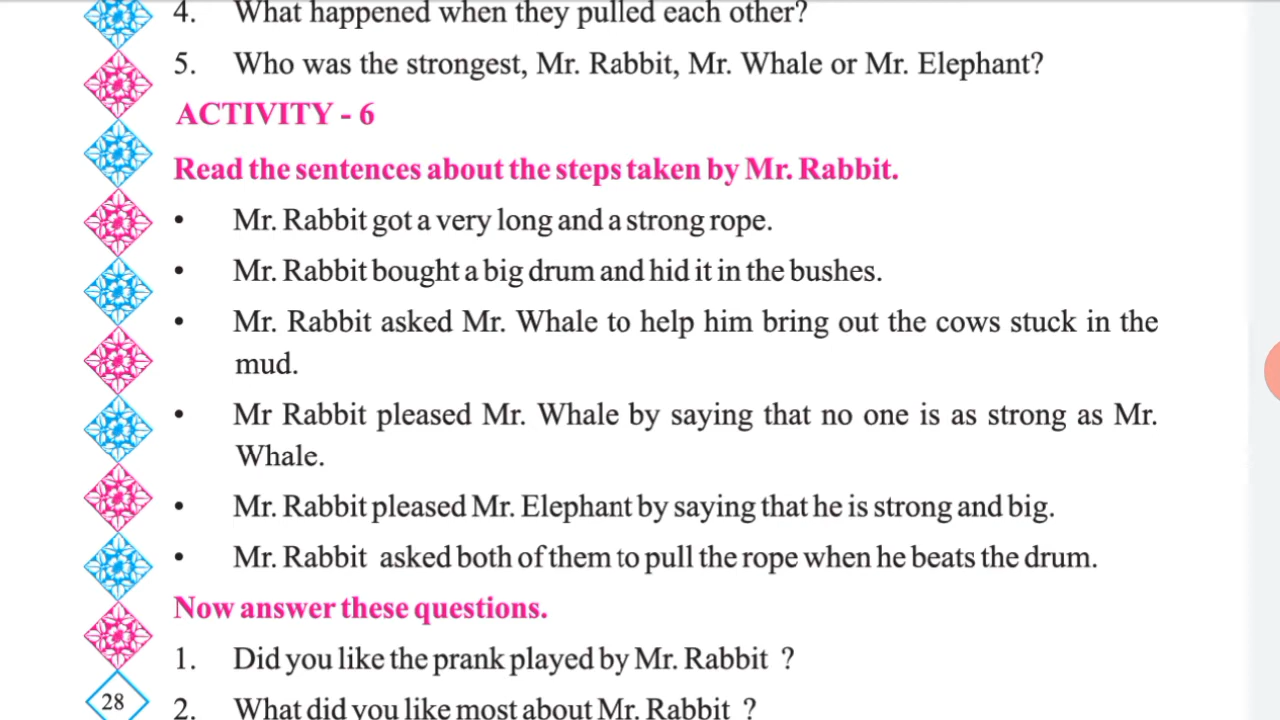 4. What happened when they pulled each other?
5. Who was the strongest, Mr. Rabbit, Mr. Whale or Mr. Elephant?
ACTIVITY - 6
Read the sentences about the steps taken by Mr. Rabbit.
• Mr. Rabbit got a very long and a strong rope.
• Mr. Rabbit bought a big drum and hid it in the bushes.
• Mr. Rabbit asked Mr. Whale to help him bring out the cows stuck in the
mud.
• Mr Rabbit pleased Mr. Whale by saying that no one is as strong as Mr.
Whale.
• Mr. Rabbit pleased Mr. Elephant by saying that he is strong and big.
• Mr. Rabbit asked both of them to pull the rope when he beats the drum.
Now answer these questions.
1. Did you like the prank played by Mr. Rabbit ?
2. What did you like most about Mr. Rabbit ?
28